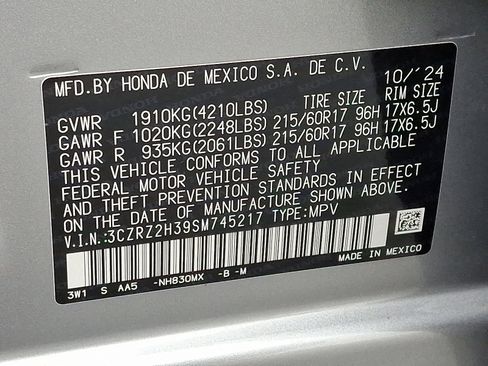 MFD.BY HONDA DE MEXICO S.A. DE C.V. 10/'24
GVWR 1910KG(4210LBS) TIRE SIZE RIM SIZE
GAWR F 1020KG(2248LBS) 215/60R17 96H 17X6.5J
GAWR R 935KG(2061LBS) 215/60R17 96H 17X6.5J
THIS VEHICLE CONFORMS TO ALL APPLICABLE
FEDERAL MOTOR VEHICLE SAFETY
AND THEFT PREVENTION STANDARDS IN EFFECT
ON THE DATE OF MANUFACTURE SHOWN ABOVE.
V.I.N.:3CZRZ2H39SM745217 TYPE:MPV
MADE IN MEXICO
3W1 S AA5 -NH830MX -B -M